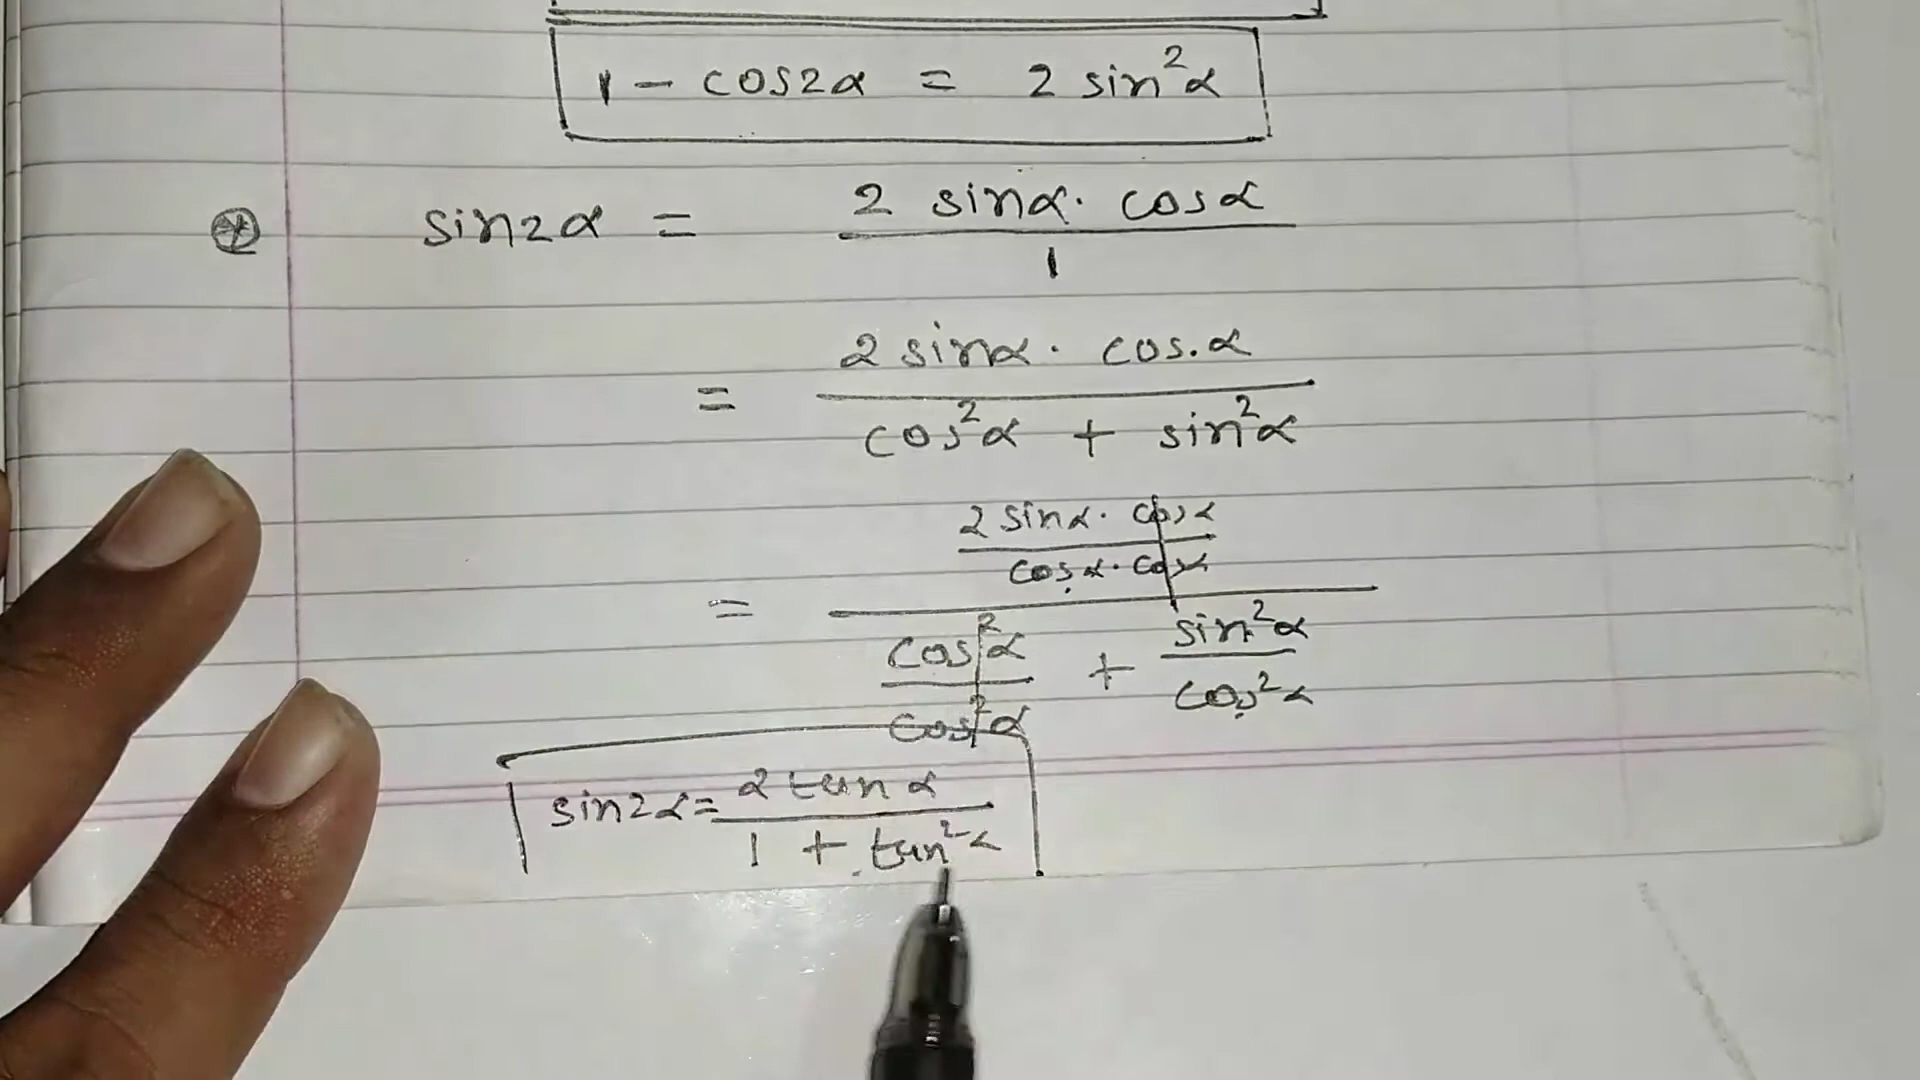 1 - cos2α = 2 sin²α
⊛ sin2α = 2 sinα · cosα / 1
= 2 sinα · cos.α / cos²α + sin²α
= 2 sinα · cosα / cosα · cosα / cos²α / cos²α + sin²α / cos²α
sin2α = 2 tan α / 1 + tan²α